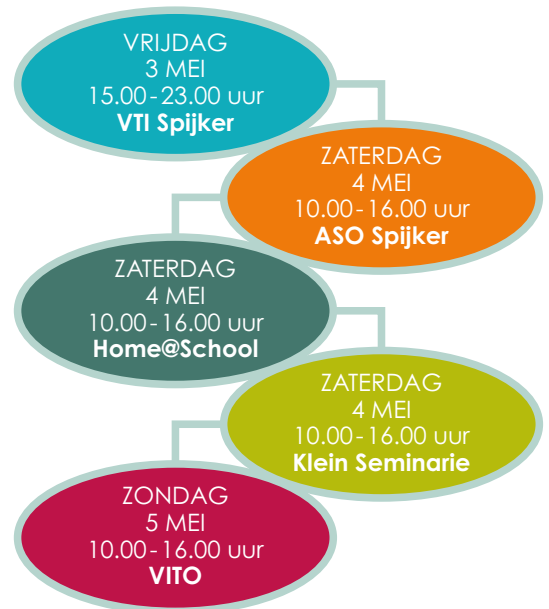 VRIJDAG
3 MEI
15.00-23.00 uur
VTI Spijker
ZATERDAG
4 MEI
10.00-16.00 uur
ASO Spijker
ZATERDAG
4 MEI
10.00-16.00 uur
Home@School
ZATERDAG
4 MEI
10.00-16.00 uur
Klein Seminarie
ZONDAG
5 MEI
10.00-16.00 uur
VITO